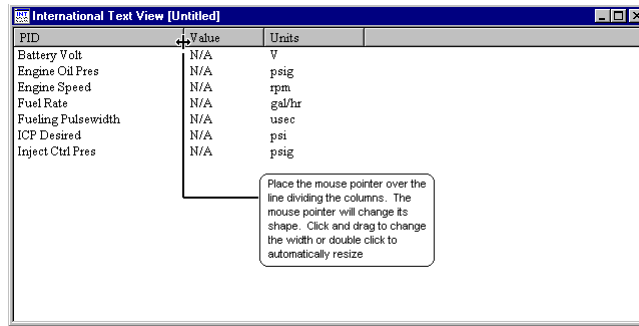 INT International Text View [Untitled]
PID Value Units
Battery Volt N/A V
Engine Oil Pres N/A psig
Engine Speed N/A rpm
Fuel Rate N/A gal/hr
Fueling Pulsewidth N/A usec
ICP Desired N/A psi
Inject Ctrl Pres N/A psig
Place the mouse pointer over the
line dividing the columns. The
mouse pointer will change its
shape. Click and drag to change
the width or double click to
automatically resize